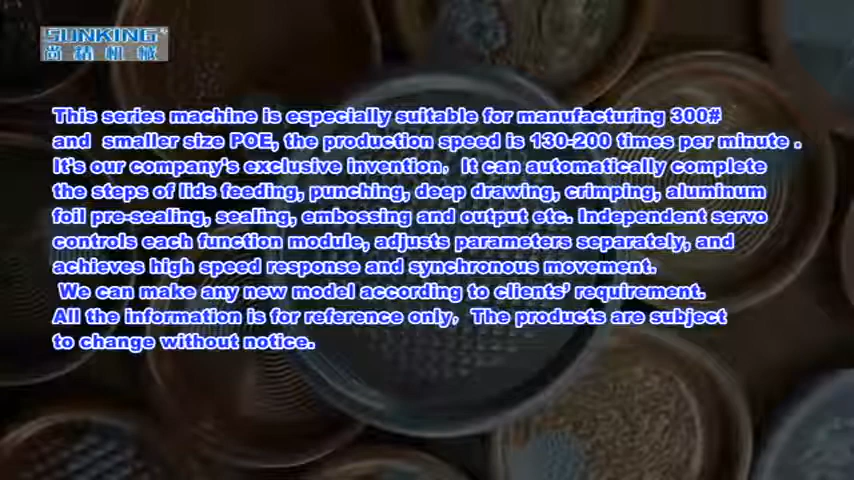 SUNKING®
尚精机械
This series machine is especially suitable for manufacturing 300#
and smaller size POE, the production speed is 130-200 times per minute .
It's our company's exclusive invention, It can automatically complete
the steps of lids feeding, punching, deep drawing, crimping, aluminum
foil pre-sealing, sealing, embossing and output etc. Independent servo
controls each function module, adjusts parameters separately, and
achieves high speed response and synchronous movement.
We can make any new model according to clients’ requirement.
All the information is for reference only, The products are subject
to change without notice.